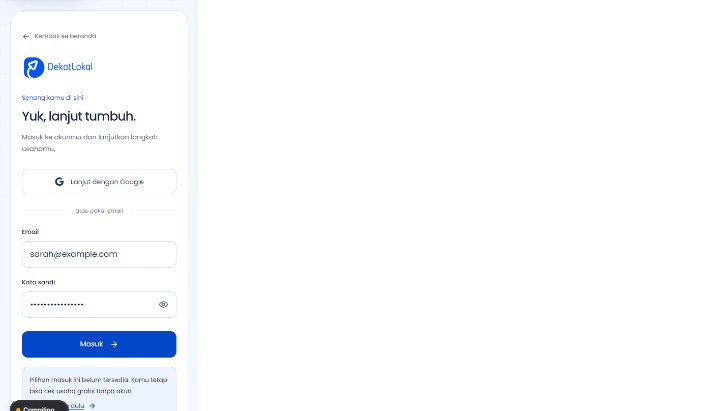 Kembali ke beranda
DekatLokal
Senang kamu di sini
Yuk, lanjut tumbuh.
Masuk ke akunmu dan lanjutkan langkah
usahamu.
Lanjut dengan Google
atau pakai email
Email
sarah@example.com
Kata sandi
••••••••••••••••
Masuk
Pilihan masuk ini belum tersedia. Kamu tetap
bisa cek usaha gratis tanpa akun.
dulu
Compiling